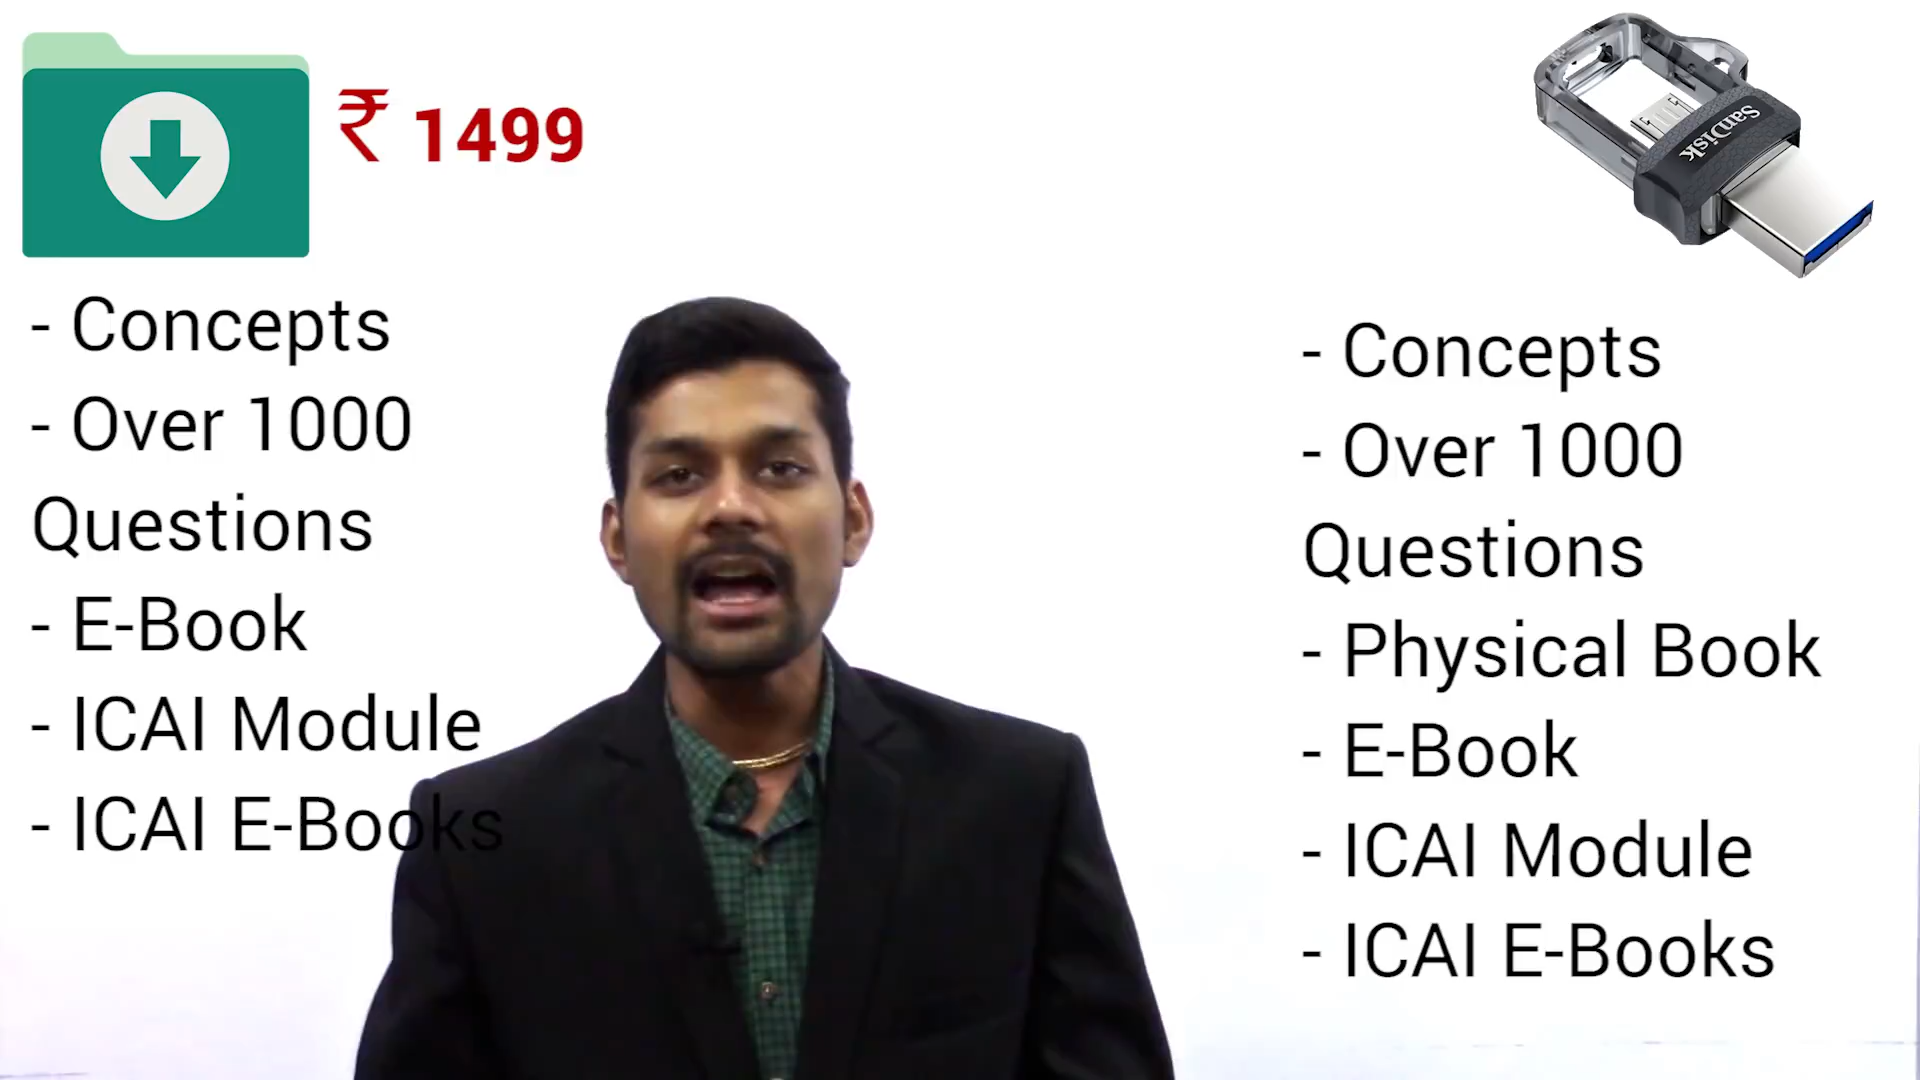 ₹ 1499
- Concepts
- Over 1000
Questions
- E-Book
- ICAI Module
- ICAI E-Books
SanDisk
- Concepts
- Over 1000
Questions
- Physical Book
- E-Book
- ICAI Module
- ICAI E-Books